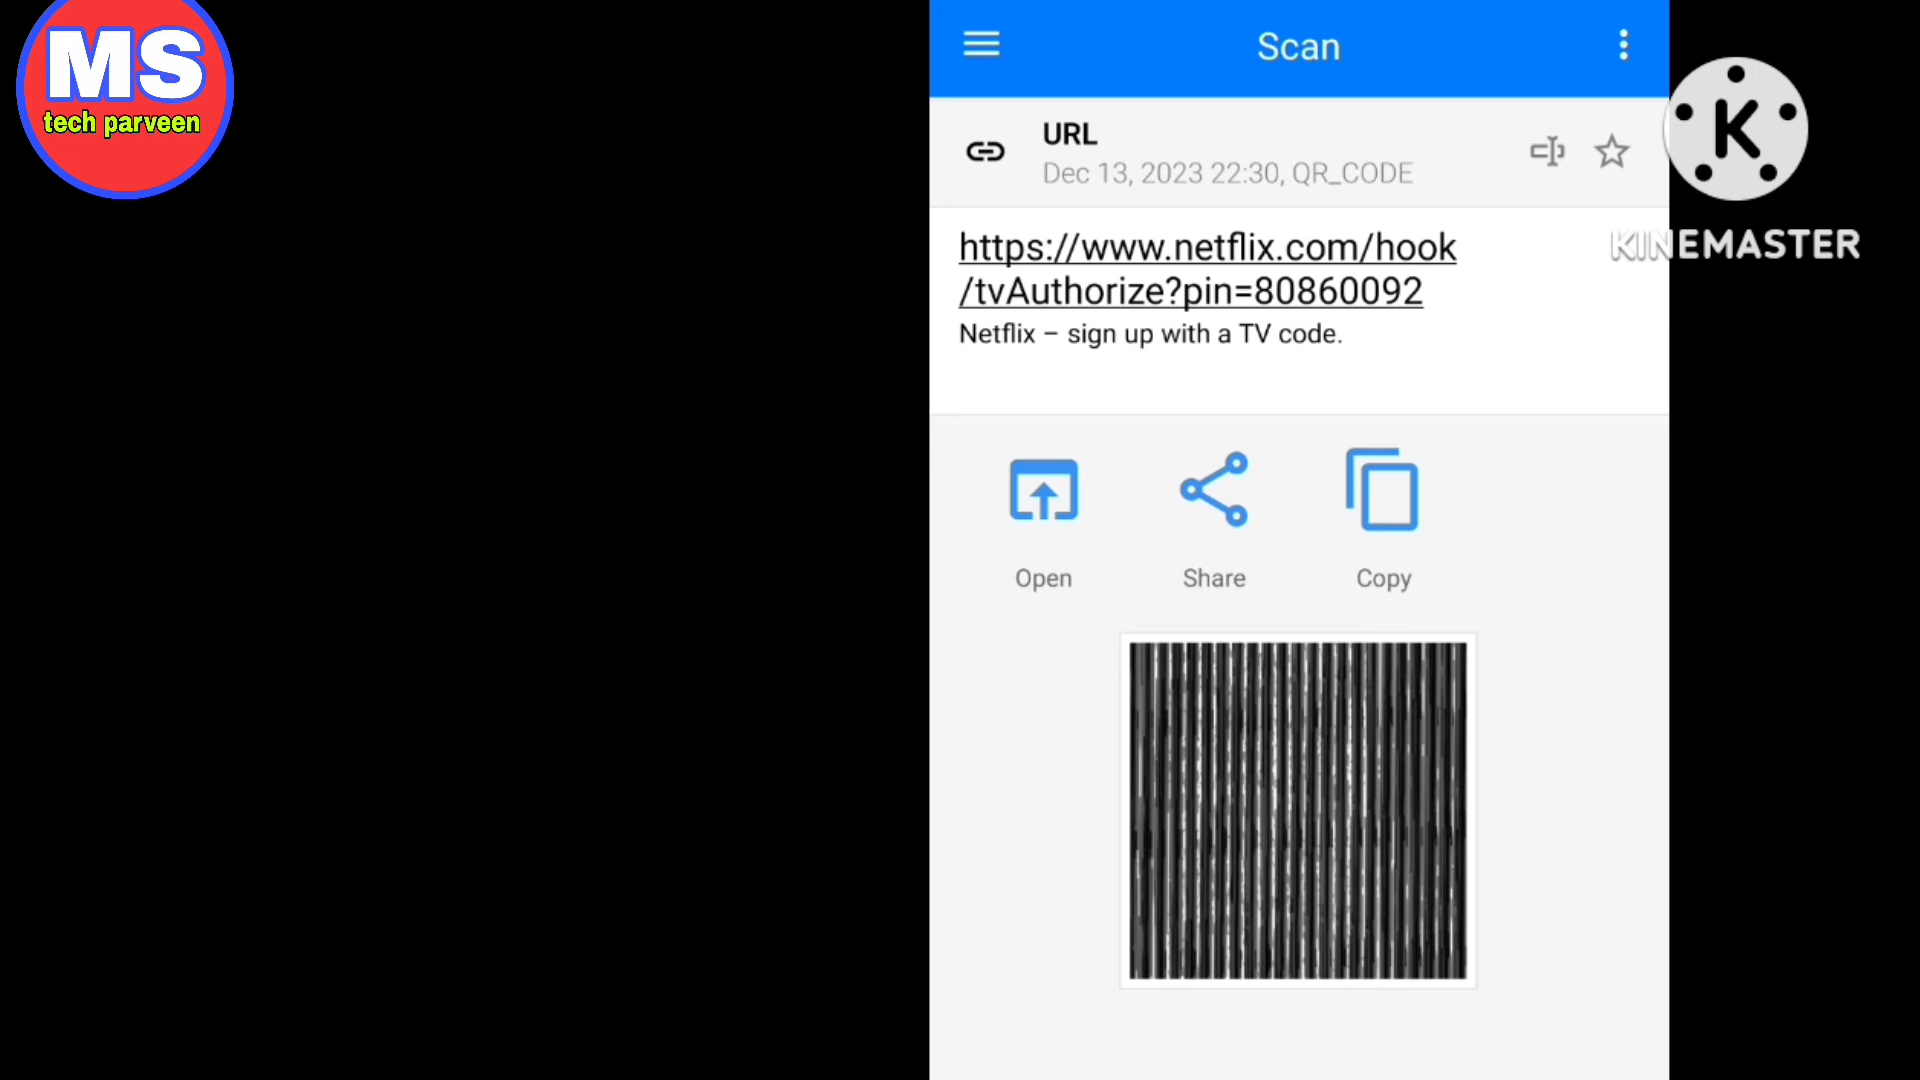 MS
tech parveen
Scan
URL
Dec 13, 2023 22:30, QR_CODE
https://www.netflix.com/hook
/tvAuthorize?pin=80860092
Netflix – sign up with a TV code.
Open
Share
Copy
K
KINEMASTER